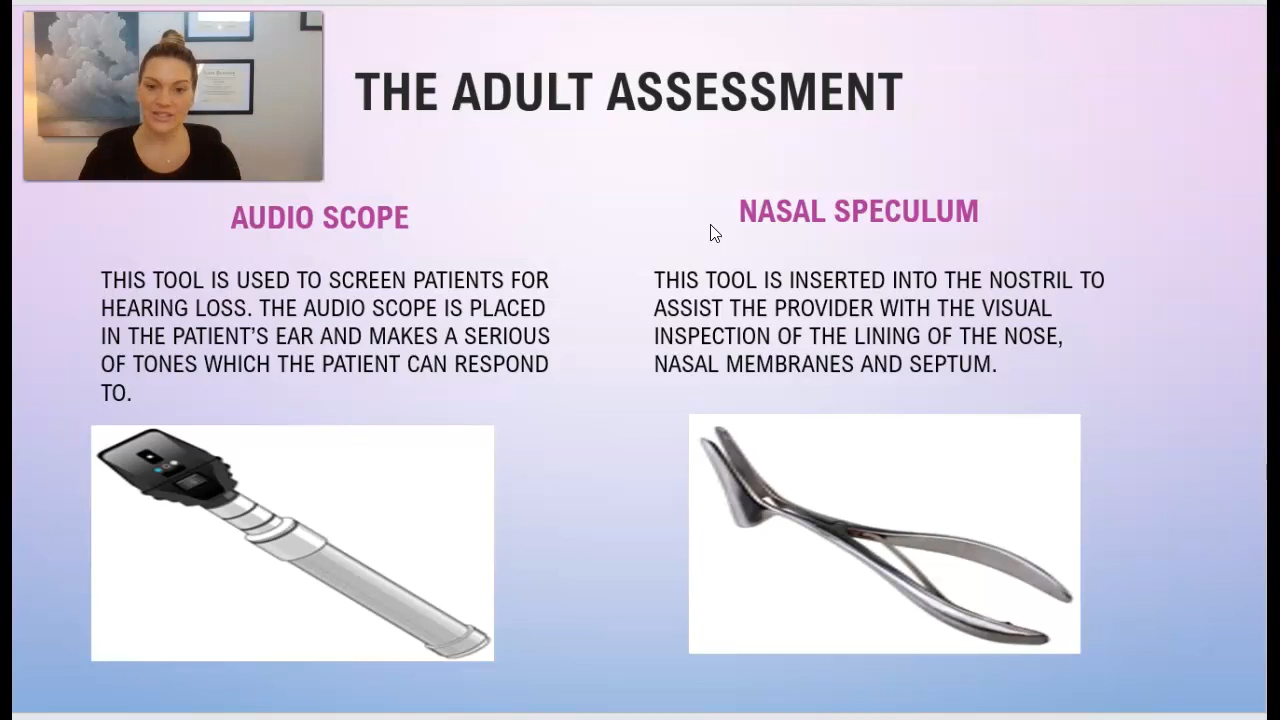 THE ADULT ASSESSMENT
AUDIO SCOPE
THIS TOOL IS USED TO SCREEN PATIENTS FOR
HEARING LOSS. THE AUDIO SCOPE IS PLACED
IN THE PATIENT'S EAR AND MAKES A SERIOUS
OF TONES WHICH THE PATIENT CAN RESPOND
TO.
NASAL SPECULUM
THIS TOOL IS INSERTED INTO THE NOSTRIL TO
ASSIST THE PROVIDER WITH THE VISUAL
INSPECTION OF THE LINING OF THE NOSE,
NASAL MEMBRANES AND SEPTUM.